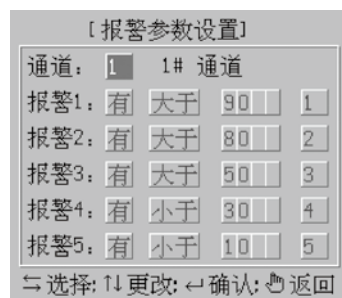 [报警参数设置]
通道: 1 1# 通道
报警1: 有 大于 90 1
报警2: 有 大于 80 2
报警3: 有 大于 50 3
报警4: 有 小于 30 4
报警5: 有 小于 10 5
⇆选择: ↑↓更改: ↵确认: 返回